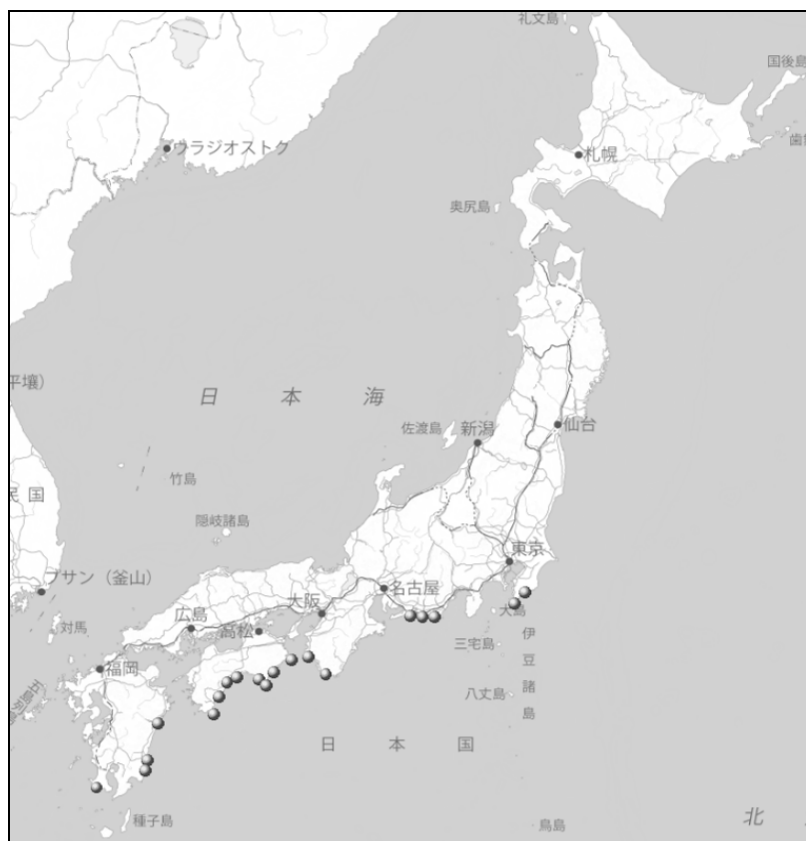 礼文島
国後島
歯
ウラジオストク
札幌
奥尻島
平壌）
日 本 海
佐渡島
新潟
仙台
竹島
民 国
隠岐諸島
東京
プサン（釜山）
名古屋
大阪
広島
大島
対馬
高松
三宅島
伊豆諸島
福岡
八丈島
五島列
日 本 国
種子島
鳥島
北